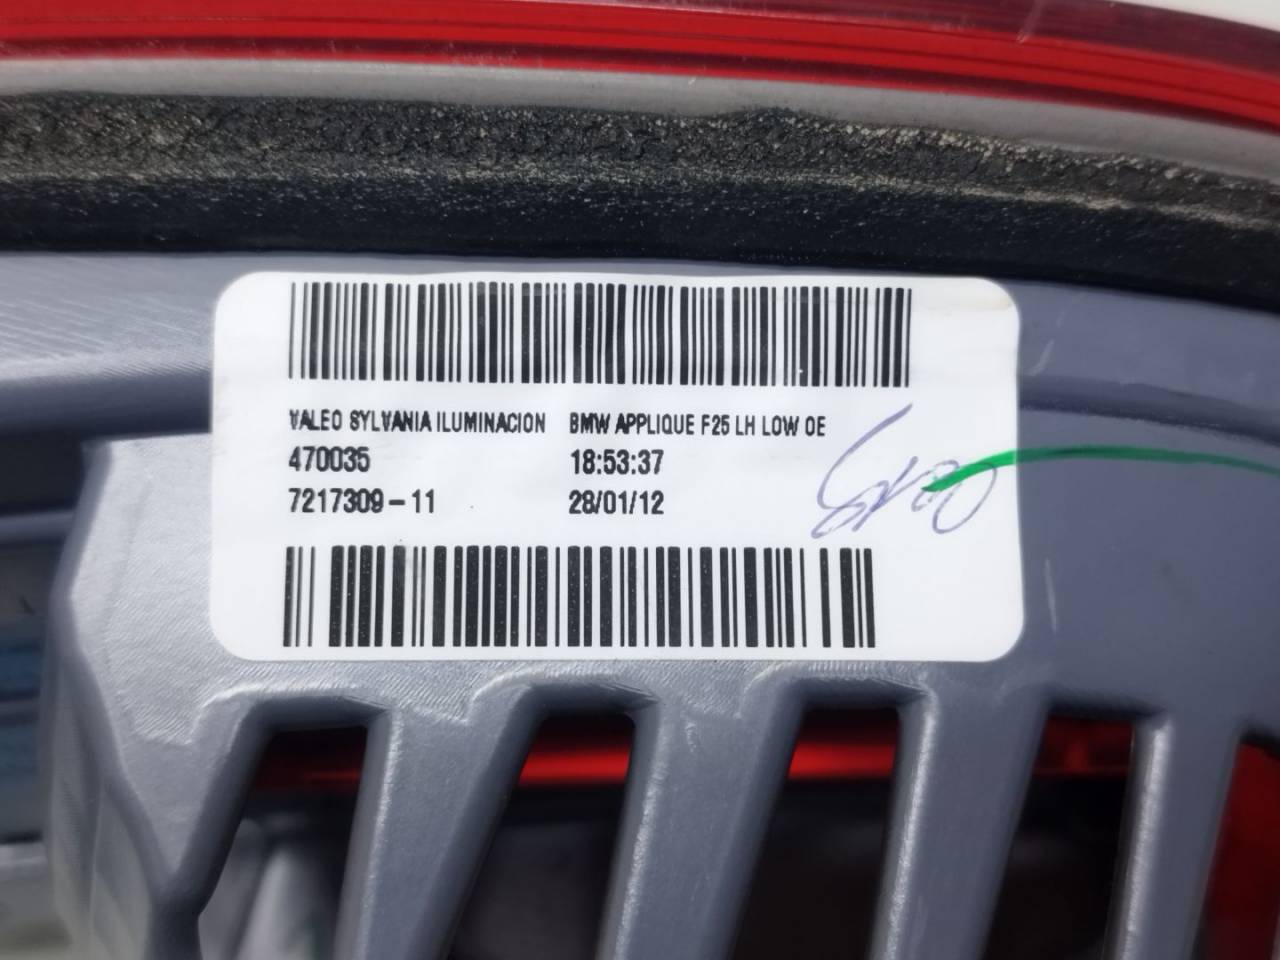 VALEO SYLVANIA ILUMINACION BMW APPLIQUE F25 LH LOW OE
470035 18:53:37
7217309-11 28/01/12